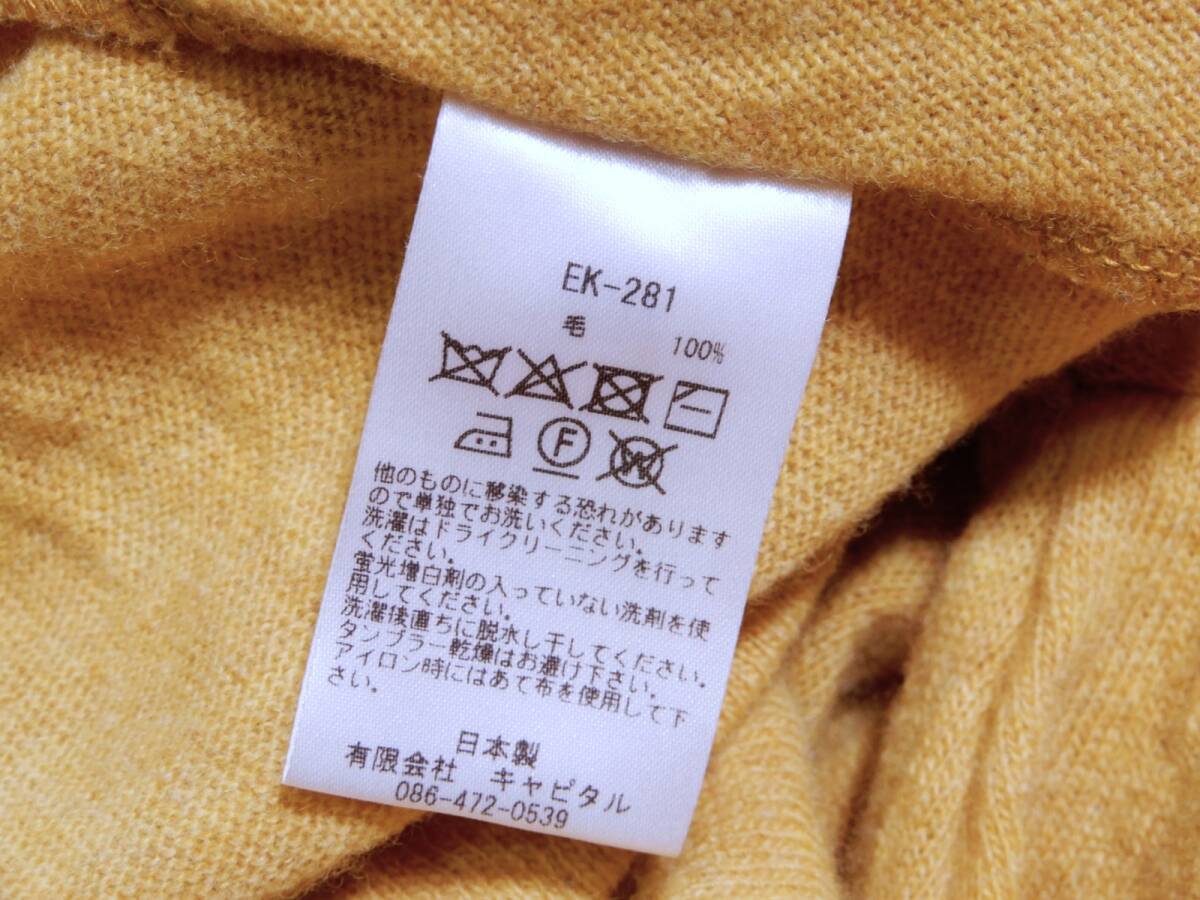 EK-281
毛 100%
F
W
他のものに移染する恐れがあります
ので単独でお洗いください。
洗濯はドライクリーニングを行って
ください。
蛍光増白剤の入っていない洗剤を使
用してください。
洗濯後直ちに脱水し干してください。
タンブラー乾燥はお避け下さい。
アイロン時にはあて布を使用して下
さい。
日本製
有限会社 キャピタル
086-472-0539